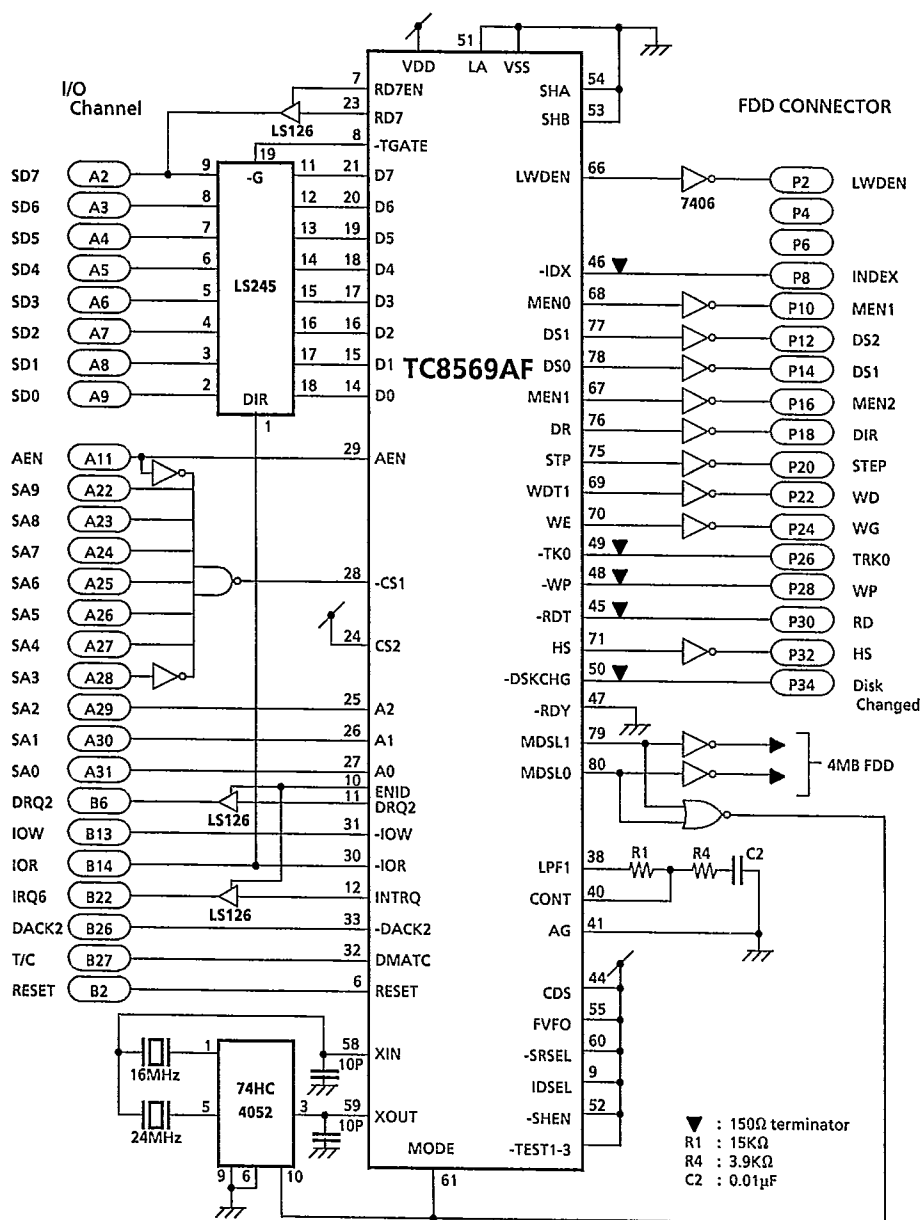 51
VDD LA VSS
I/O
Channel
7 RD7EN
23 RD7
LS126
8 -TGATE
19
SHA 54
SHB 53
FDD CONNECTOR
SD7 A2 9 -G 11 21 D7
SD6 A3 8 12 20 D6
SD5 A4 7 13 19 D5
SD4 A5 6 14 18 D4
LS245
SD3 A6 5 15 17 D3
SD2 A7 4 16 16 D2
SD1 A8 3 17 15 D1
SD0 A9 2 DIR 18 14 D0
1
TC8569AF
LWDEN 66 7406 P2 LWDEN
P4
P6
-IDX 46 P8 INDEX
MEN0 68 P10 MEN1
DS1 77 P12 DS2
DS0 78 P14 DS1
MEN1 67 P16 MEN2
DR 76 P18 DIR
STP 75 P20 STEP
WDT1 69 P22 WD
WE 70 P24 WG
-TK0 49 P26 TRK0
-WP 48 P28 WP
-RDT 45 P30 RD
HS 71 P32 HS
-DSKCHG 50 P34 Disk
Changed
-RDY 47
MDSL1 79
MDSL0 80
4MB FDD
AEN A11 29 AEN
SA9 A22
SA8 A23
SA7 A24
SA6 A25 28 -CS1
SA5 A26
SA4 A27 24 CS2
SA3 A28
SA2 A29 25 A2
SA1 A30 26 A1
SA0 A31 27 A0
10 ENID
DRQ2 B6 LS126 11 DRQ2
IOW B13 31 -IOW
IOR B14 30 -IOR
IRQ6 B22 LS126 12 INTRQ
DACK2 B26 33 -DACK2
T/C B27 32 DMATC
RESET B2 6 RESET
LPF1 38 R1 R4 C2
CONT 40
AG 41
CDS 44
FVFO 55
-SRSEL 60
IDSEL 9
-SHEN 52
-TEST1-3
58 XIN
10P
16MHz 1
74HC
4052
24MHz 5 3 59 XOUT
10P
9 6 10
MODE
61
▼ : 150Ω terminator
R1 : 15KΩ
R4 : 3.9KΩ
C2 : 0.01μF